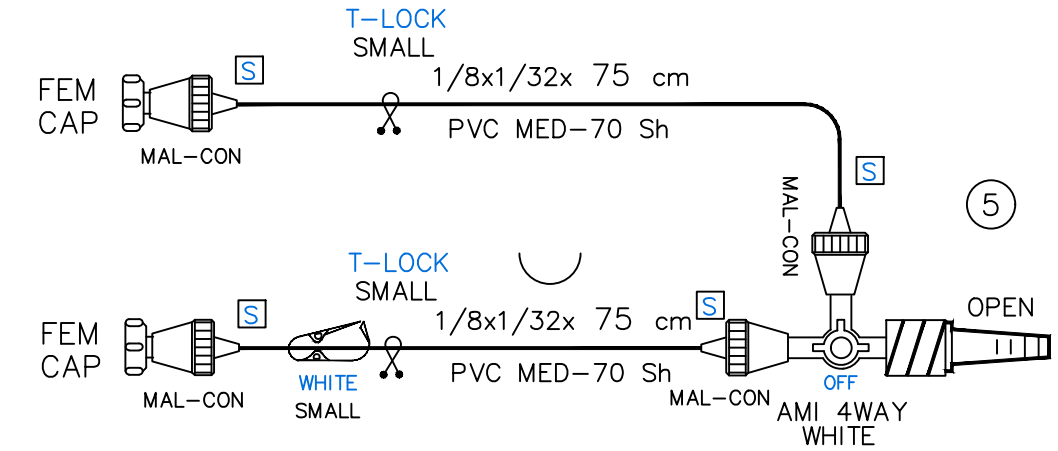 T-LOCK
SMALL
S
1/8x1/32x 75 cm
FEM
CAP
PVC MED-70 Sh
MAL-CON
S
MAL-CON
5
T-LOCK
SMALL
S
1/8x1/32x 75 cm
S
OPEN
FEM
CAP
PVC MED-70 Sh
WHITE
SMALL
MAL-CON
MAL-CON
OFF
AMI 4WAY
WHITE